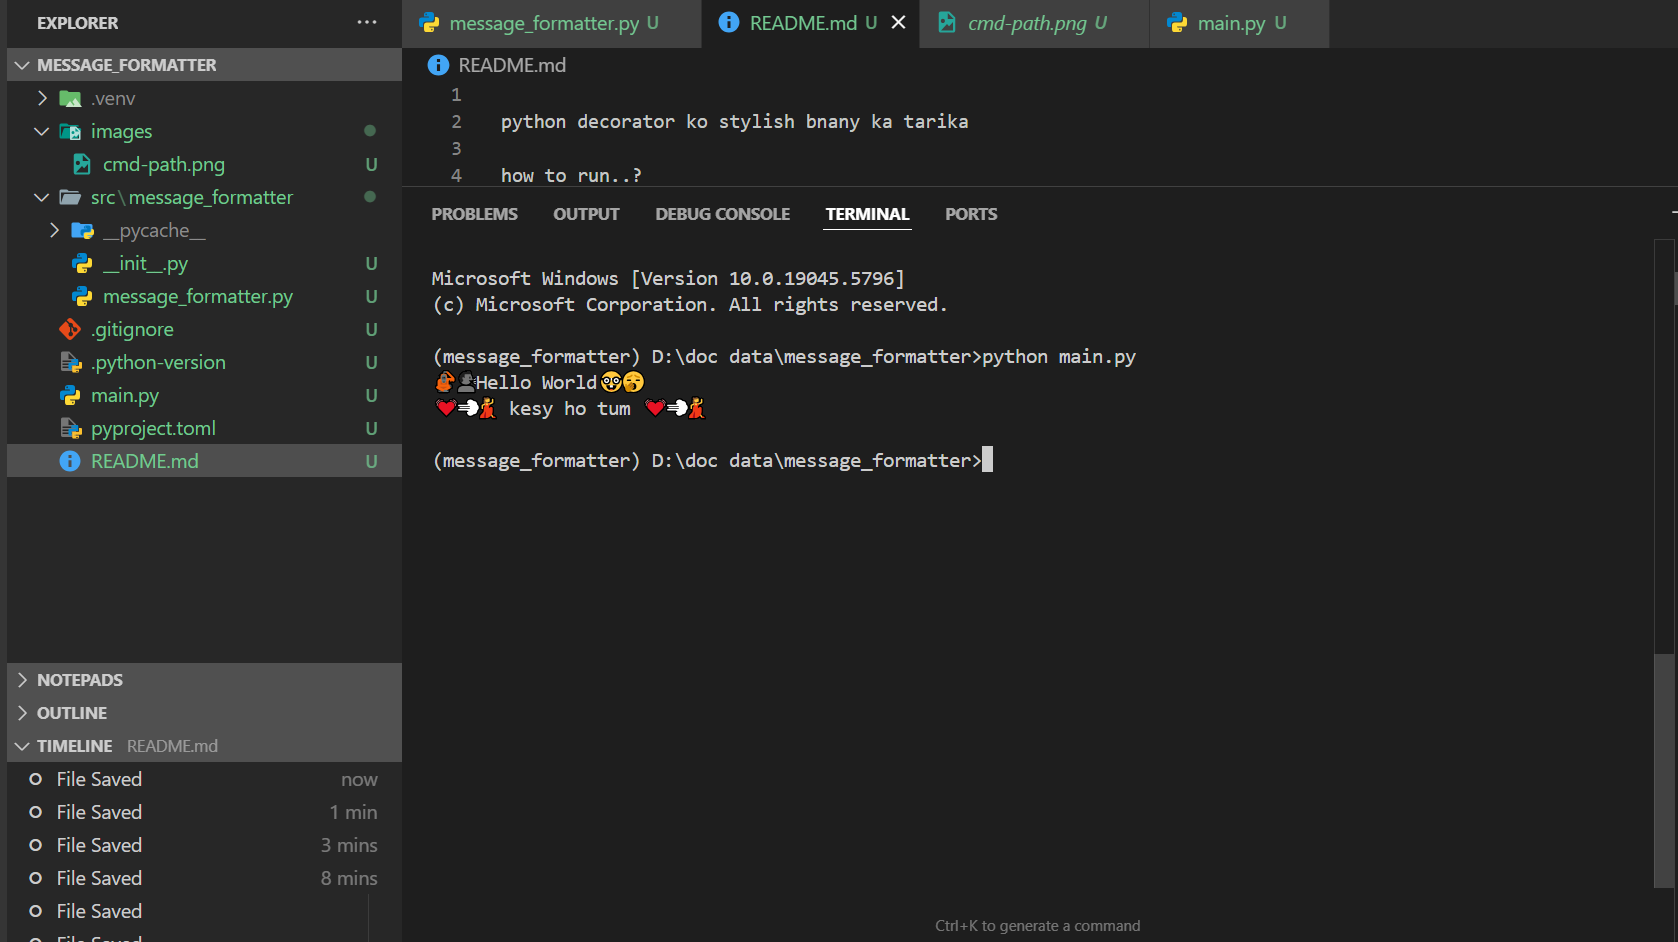 EXPLORER ···
MESSAGE_FORMATTER
.venv
images
cmd-path.png U
src\message_formatter
__pycache__
__init__.py U
message_formatter.py U
.gitignore U
.python-version U
main.py U
pyproject.toml U
README.md U
NOTEPADS
OUTLINE
TIMELINE README.md
File Saved now
File Saved 1 min
File Saved 3 mins
File Saved 8 mins
File Saved
File Saved
message_formatter.py U README.md U cmd-path.png U main.py U
README.md
1
2 python decorator ko stylish bnany ka tarika
3
4 how to run..?
PROBLEMS OUTPUT DEBUG CONSOLE TERMINAL PORTS
Microsoft Windows [Version 10.0.19045.5796]
(c) Microsoft Corporation. All rights reserved.
(message_formatter) D:\doc data\message_formatter>python main.py
Hello World🤓🥱
kesy ho tum
(message_formatter) D:\doc data\message_formatter>
Ctrl+K to generate a command